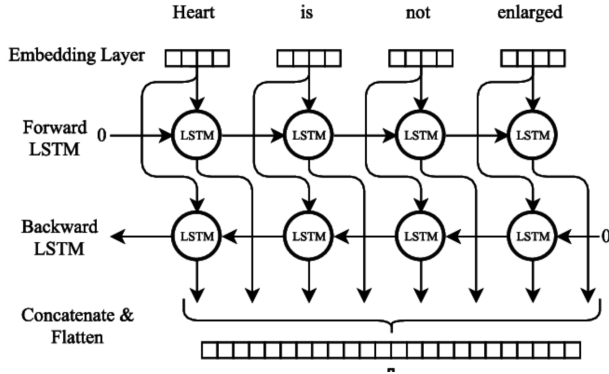 Heart is not enlarged
Embedding Layer
Forward
LSTM
0
LSTM LSTM LSTM LSTM
Backward
LSTM
LSTM LSTM LSTM LSTM
0
Concatenate &
Flatten